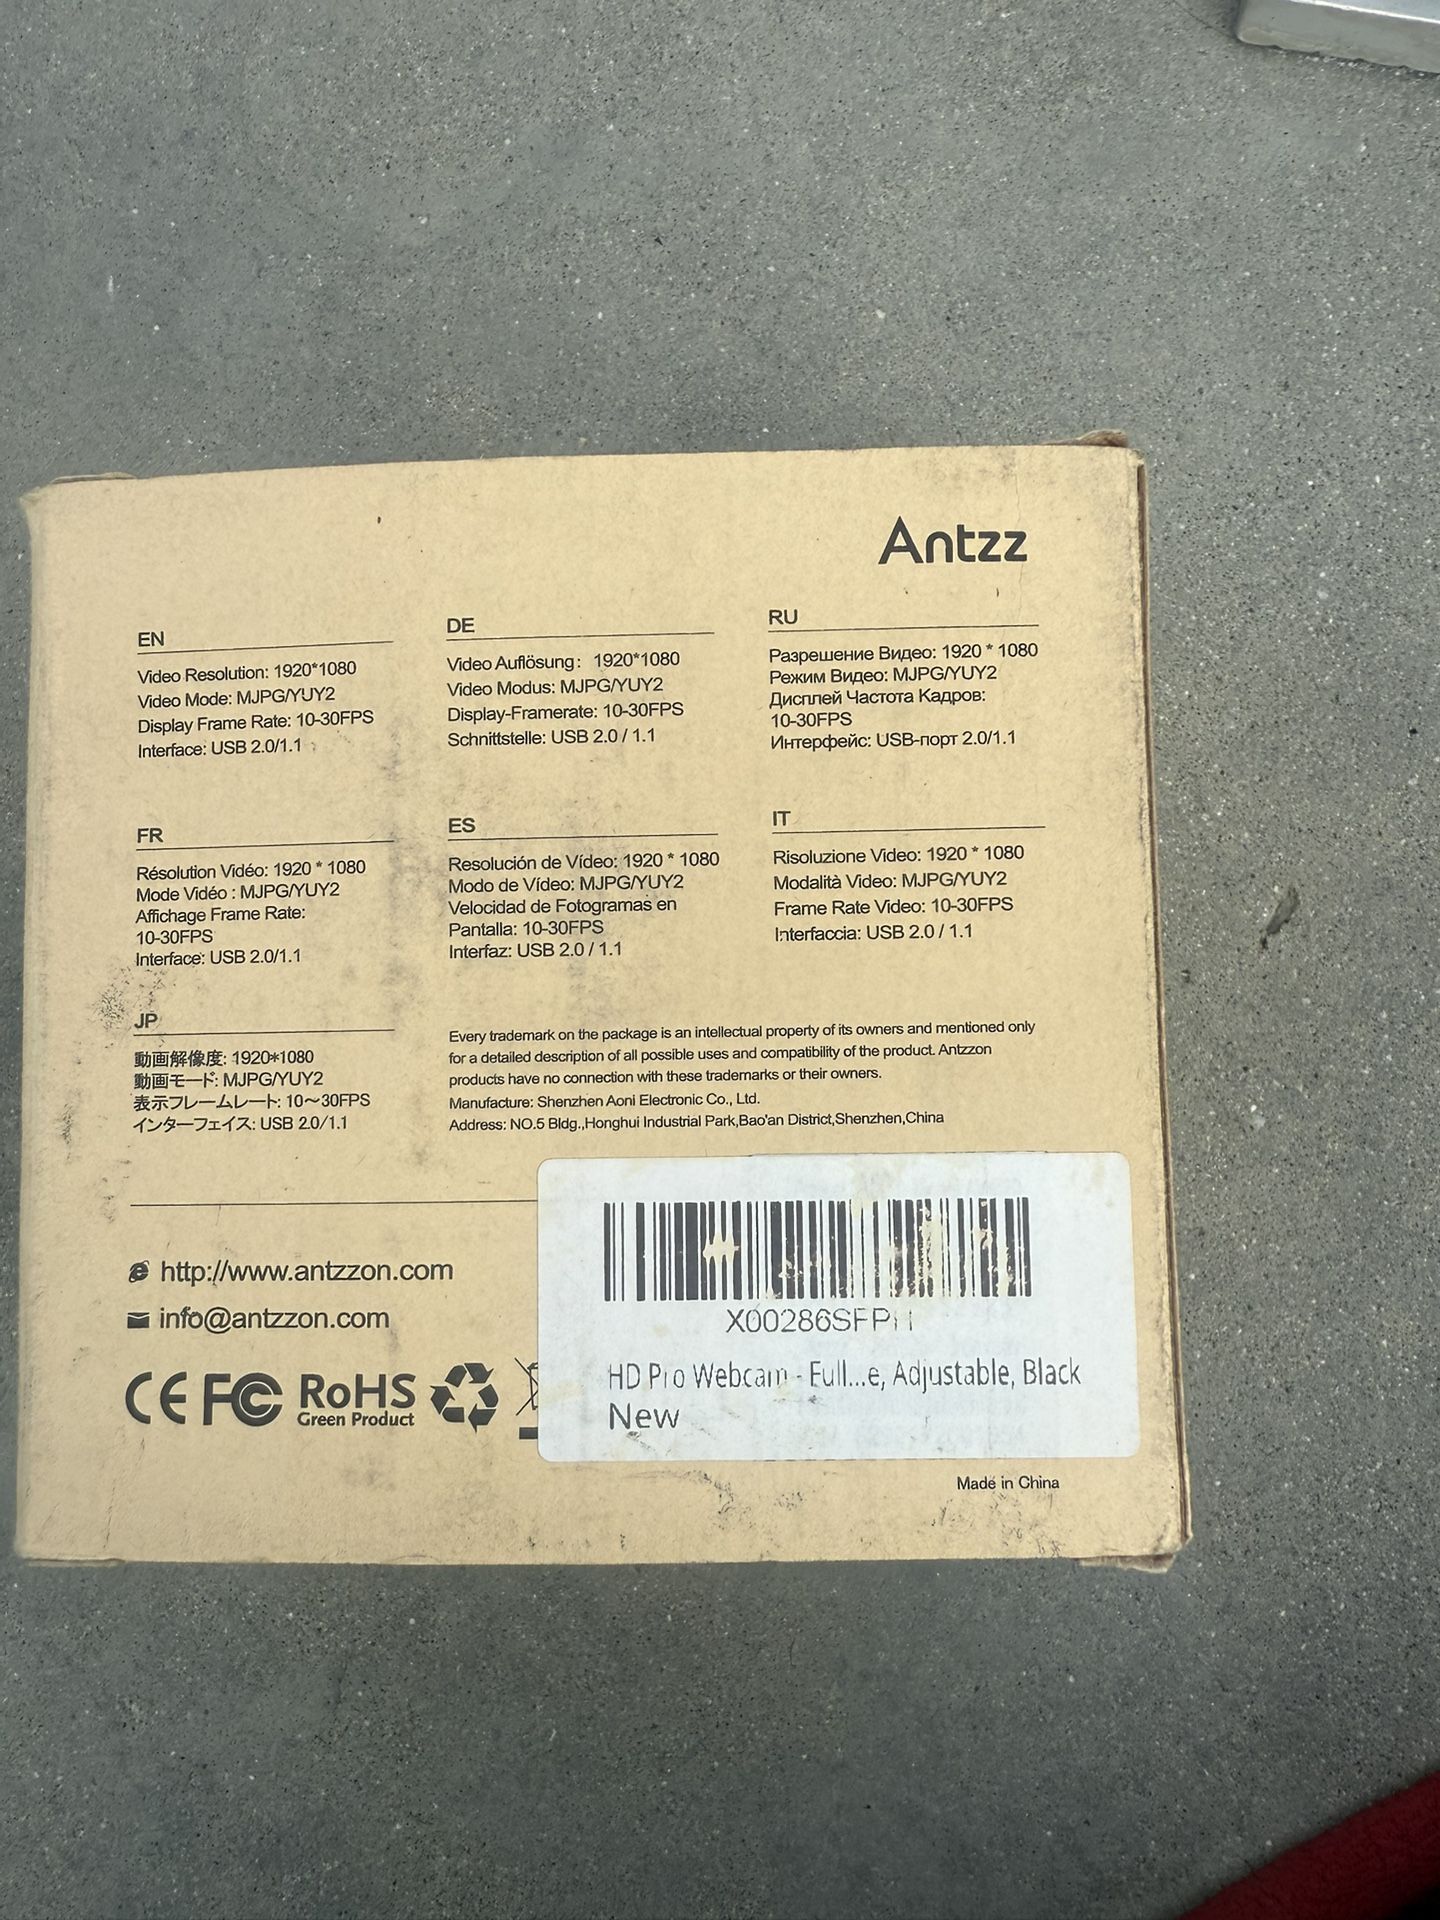 Antzz
EN
Video Resolution: 1920*1080
Video Mode: MJPG/YUY2
Display Frame Rate: 10-30FPS
Interface: USB 2.0/1.1
DE
Video Auflösung: 1920*1080
Video Modus: MJPG/YUY2
Display-Framerate: 10-30FPS
Schnittstelle: USB 2.0 / 1.1
RU
Разрешение Видео: 1920 * 1080
Режим Видео: MJPG/YUY2
Дисплей Частота Кадров:
10-30FPS
Интерфейс: USB-порт 2.0/1.1
FR
Résolution Vidéo: 1920 * 1080
Mode Vidéo : MJPG/YUY2
Affichage Frame Rate:
10-30FPS
Interface: USB 2.0/1.1
ES
Resolución de Vídeo: 1920 * 1080
Modo de Vídeo: MJPG/YUY2
Velocidad de Fotogramas en
Pantalla: 10-30FPS
Interfaz: USB 2.0 / 1.1
IT
Risoluzione Video: 1920 * 1080
Modalità Video: MJPG/YUY2
Frame Rate Video: 10-30FPS
Interfaccia: USB 2.0 / 1.1
JP
動画解像度: 1920*1080
動画モード: MJPG/YUY2
表示フレームレート: 10～30FPS
インターフェイス: USB 2.0/1.1
Every trademark on the package is an intellectual property of its owners and mentioned only
for a detailed description of all possible uses and compatibility of the product. Antzzon
products have no connection with these trademarks or their owners.
Manufacture: Shenzhen Aoni Electronic Co., Ltd.
Address: NO.5 Bldg.,Honghui Industrial Park,Bao'an District,Shenzhen,China
http://www.antzzon.com
info@antzzon.com
CE FC RoHS
Green Product
HD Pro Webcam - Full...e, Adjustable, Black
New
Made in China